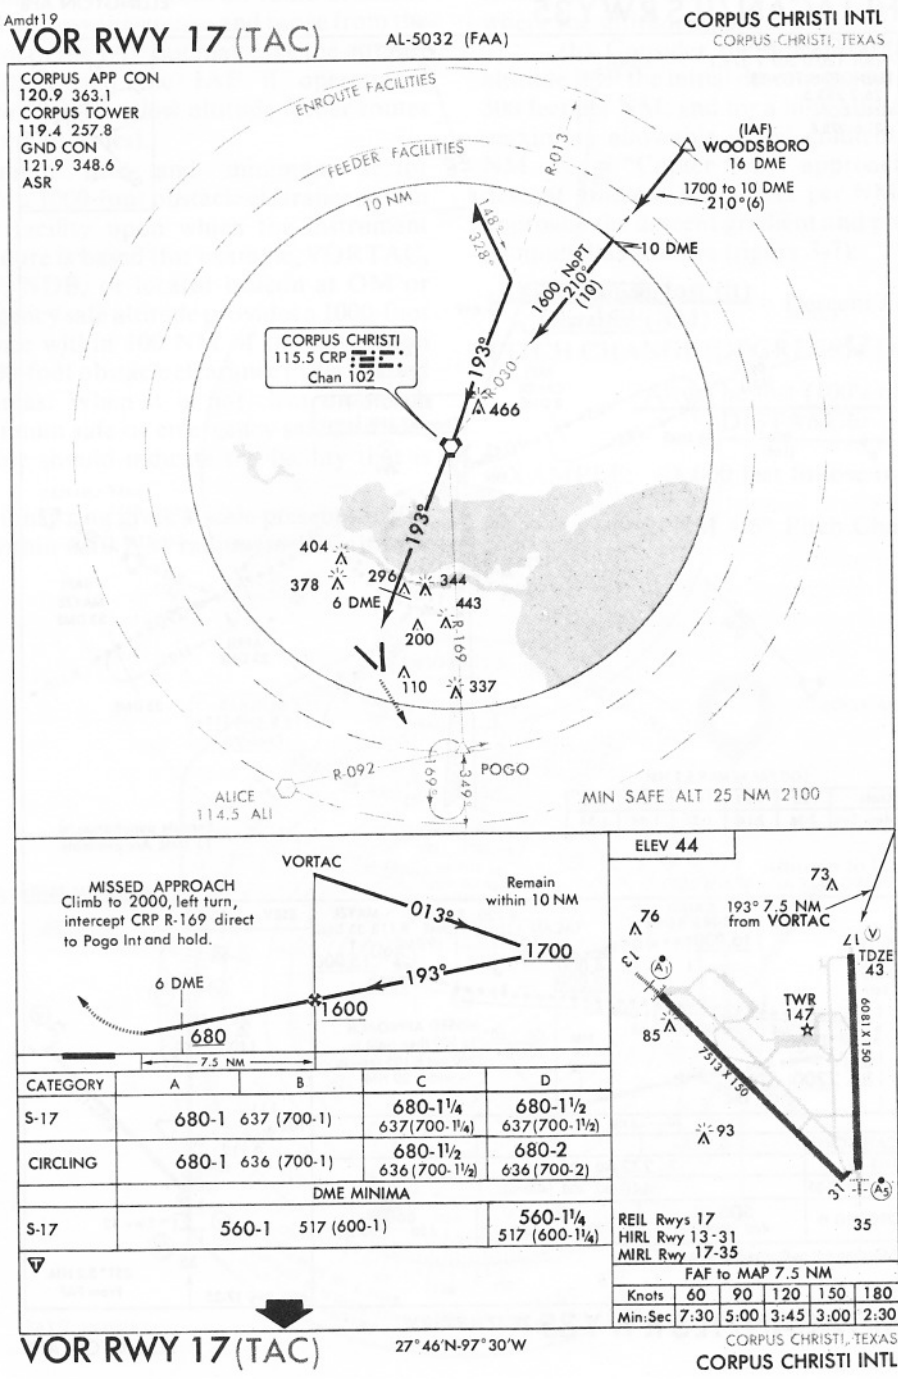 Amdt19
VOR RWY 17 (TAC)
AL-5032 (FAA)
CORPUS CHRISTI INTL
CORPUS CHRISTI, TEXAS
CORPUS APP CON
120.9 363.1
CORPUS TOWER
119.4 257.8
GND CON
121.9 348.6
ASR
ENROUTE FACILITIES
FEEDER FACILITIES
10 NM
R-013
(IAF)
WOODSBORO
16 DME
1700 to 10 DME
210°(6)
10 DME
1600 NoPT
210°
(10)
148°
328°
193°
R-030
CORPUS CHRISTI
115.5 CRP
Chan 102
466
193°
404
378
296
344
6 DME
443
200
R-169
110
337
R-092
POGO
169°
349°
ALICE
114.5 ALI
MIN SAFE ALT 25 NM 2100
VORTAC
MISSED APPROACH
Climb to 2000, left turn,
intercept CRP R-169 direct
to Pogo Int and hold.
Remain
within 10 NM
013°
1700
193°
1600
6 DME
680
7.5 NM
CATEGORY A B C D
S-17 680-1 637 (700-1) 680-1¼ 637(700-1¼) 680-1½ 637(700-1½)
CIRCLING 680-1 636 (700-1) 680-1½ 636(700-1½) 680-2 636(700-2)
DME MINIMA
S-17 560-1 517 (600-1) 560-1¼ 517 (600-1¼)
T
ELEV 44
73
193° 7.5 NM
from VORTAC
76
13
A1
17
V
TDZE
43
TWR
147
85
6081 X 150
7513 X 150
93
31
A5
35
REIL Rwys 17
HIRL Rwy 13-31
MIRL Rwy 17-35
FAF to MAP 7.5 NM
Knots 60 90 120 150 180
Min:Sec 7:30 5:00 3:45 3:00 2:30
VOR RWY 17 (TAC)
27°46'N-97°30'W
CORPUS CHRISTI, TEXAS
CORPUS CHRISTI INTL